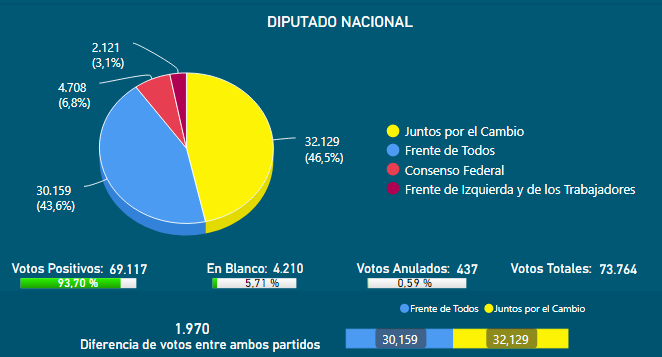 DIPUTADO NACIONAL
2.121
(3,1%)
4.708
(6,8%)
32.129
(46,5%)
30.159
(43,6%)
Juntos por el Cambio
Frente de Todos
Consenso Federal
Frente de Izquierda y de los Trabajadores
Votos Positivos: 69.117
93,70 %
En Blanco: 4.210
5,71 %
Votos Anulados: 437
0,59 %
Votos Totales: 73.764
Frente de Todos Juntos por el Cambio
1.970
Diferencia de votos entre ambos partidos
30,159 32,129